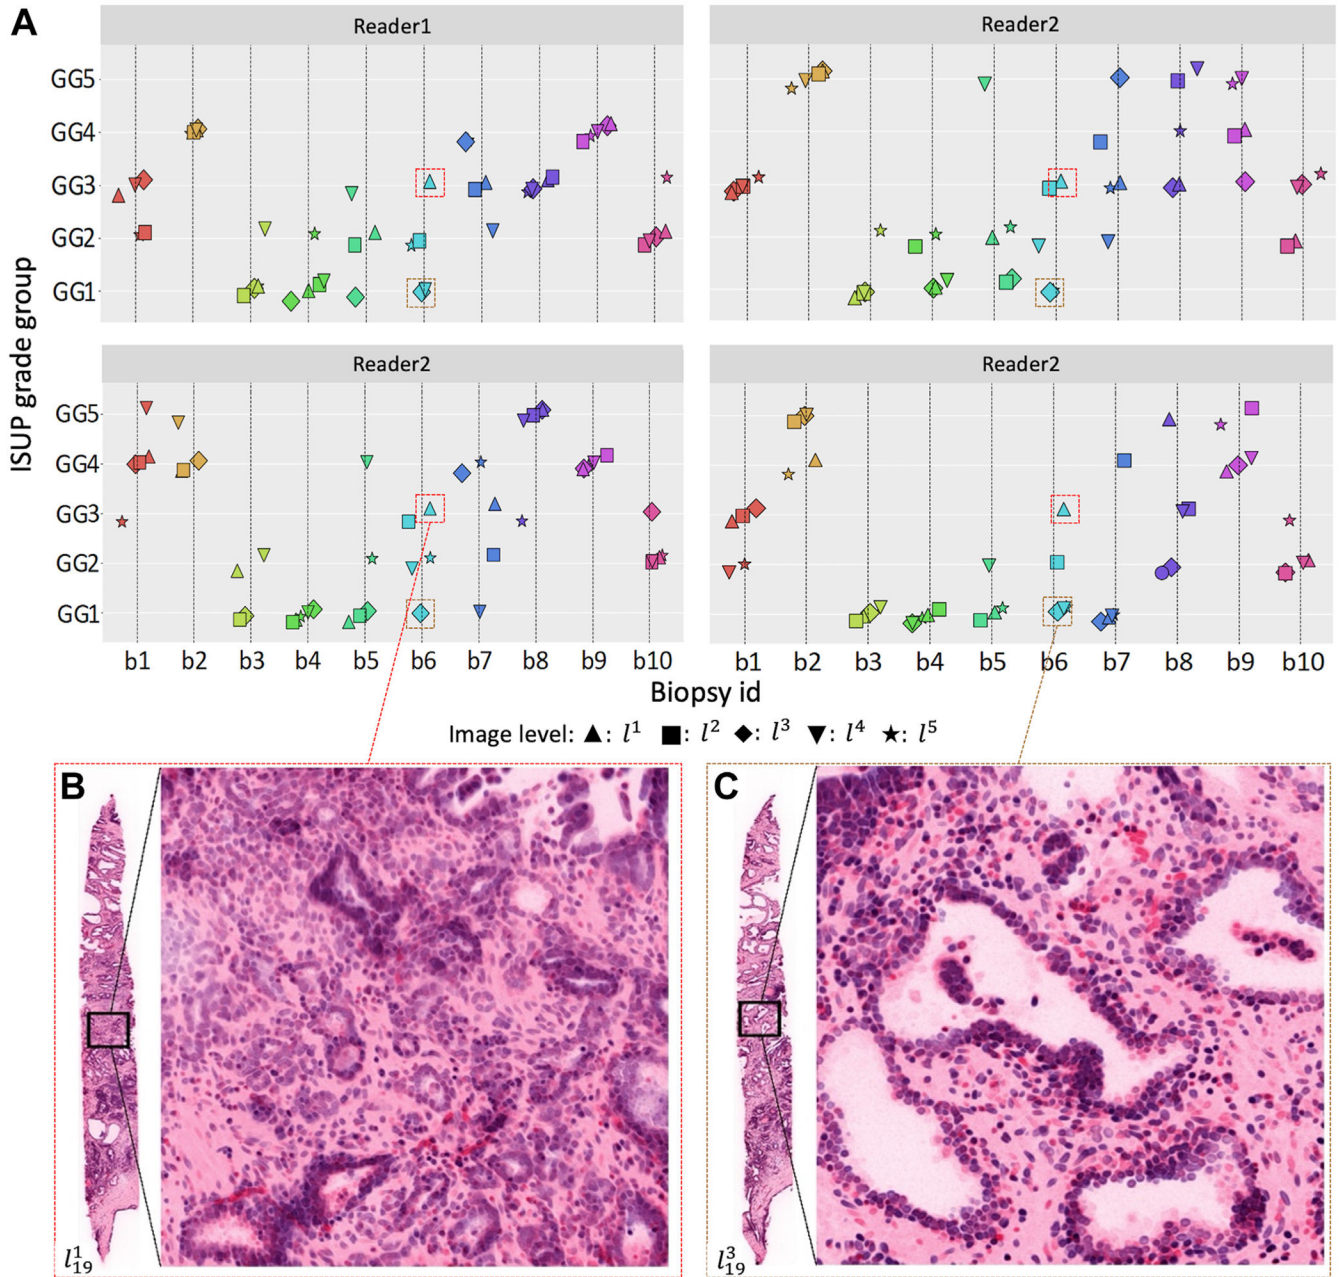 A
Reader1
Reader2
GG5
GG4
GG3
GG2
GG1
Reader2
Reader2
GG5
GG4
GG3
GG2
GG1
ISUP grade group
b1 b2 b3 b4 b5 b6 b7 b8 b9 b10
b1 b2 b3 b4 b5 b6 b7 b8 b9 b10
Biopsy id
Image level: ▲: l¹ ■: l² ◆: l³ ▼: l⁴ ★: l⁵
B
C
l¹₁₉
l³₁₉